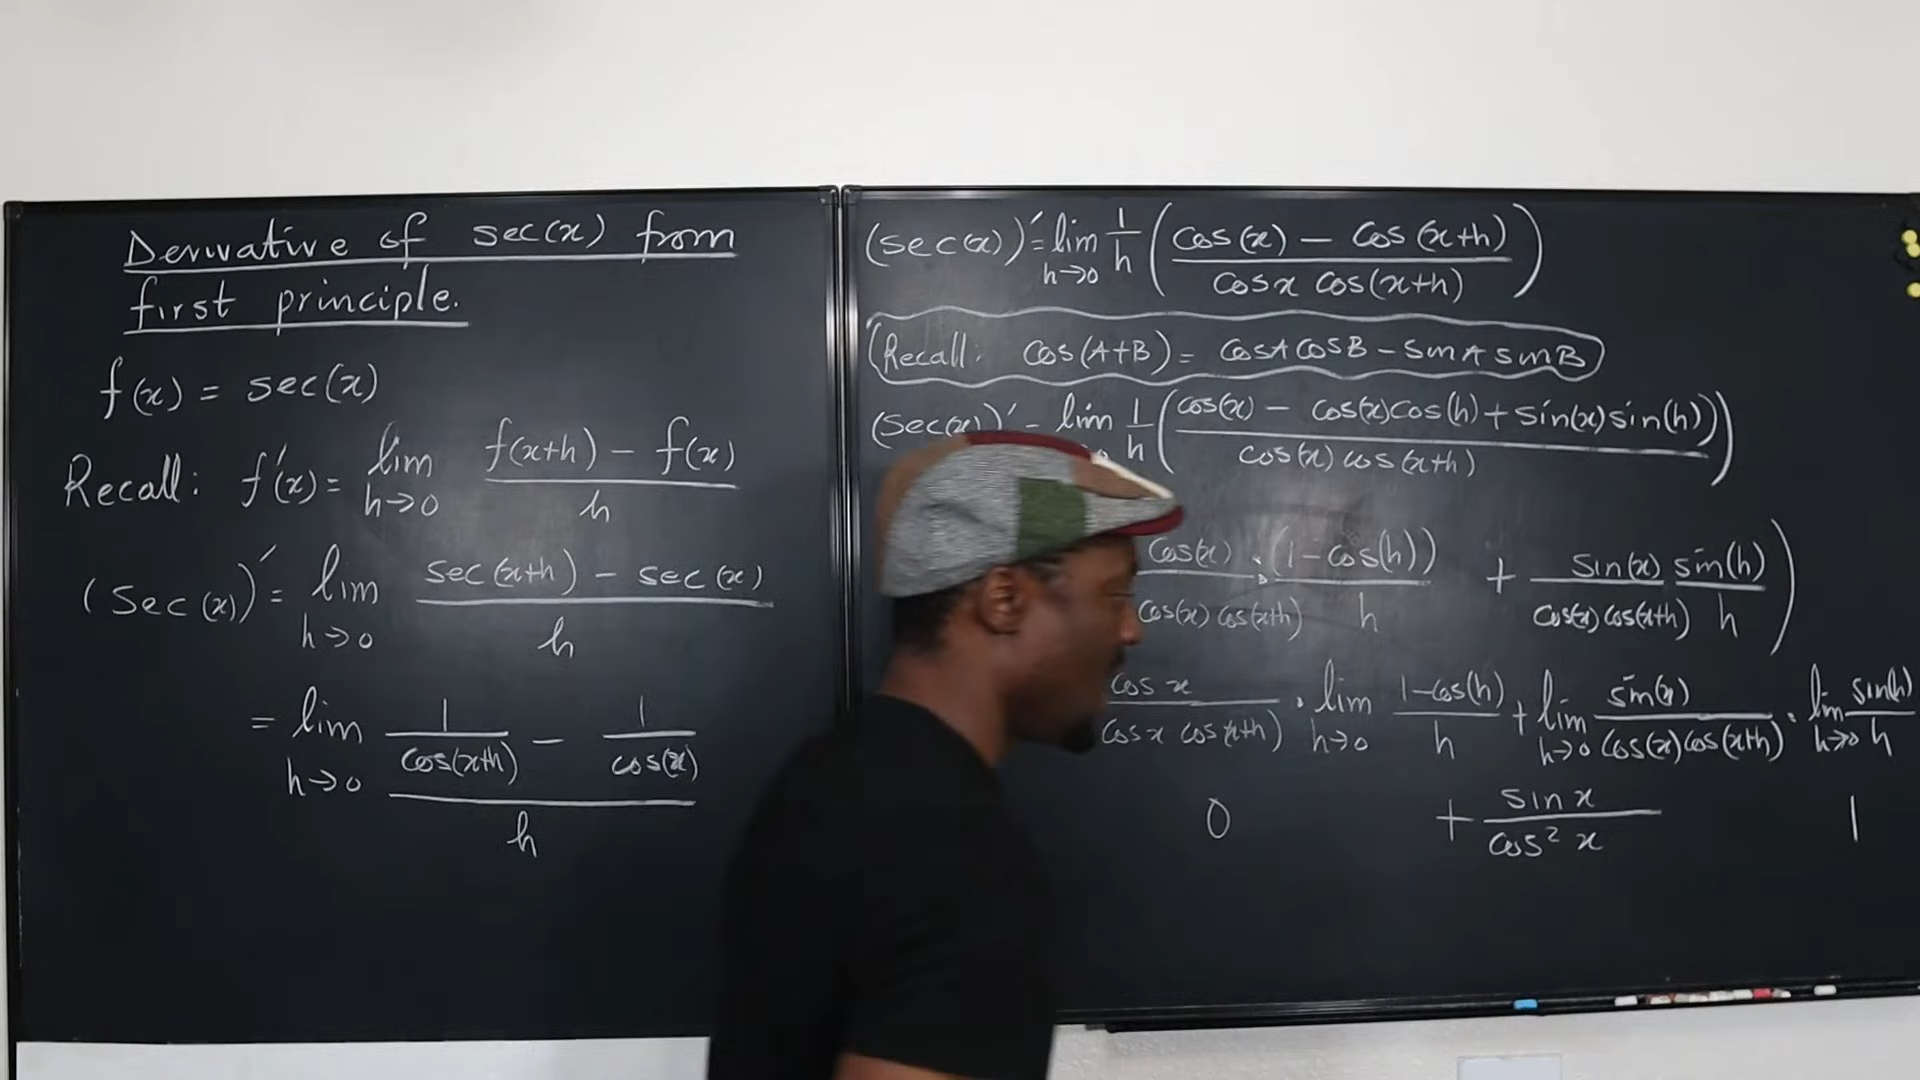 Derivative of sec(x) from
first principle.
f(x) = sec(x)
Recall: f'(x) = lim h→0 (f(x+h) − f(x))/h
(sec(x))' = lim h→0 (sec(x+h) − sec(x))/h
= lim h→0 (1/cos(x+h) − 1/cos(x))/h
(sec(x))' = lim h→0 1/h ((cos(x) − cos(x+h))/(cosx cos(x+h)))
Recall: cos(A+B) = cosA cosB − sinA sinB
(sec(x))' = lim 1/h ((cos(x) − cos(x)cos(h) + sin(x) sin(h))/(cos(x) cos(x+h)))
cos(x)/(cos(x) cos(x+h)) · (1−cos(h))/h + sin(x)/(cos(x) cos(x+h)) sin(h)/h)
cos x/(cos x cos(x+h)) · lim h→0 (1−cos(h))/h + lim h→0 sin(x)/(cos(x) cos(x+h)) · lim h→0 sin(h)/h
0 + sin x/cos² x 1